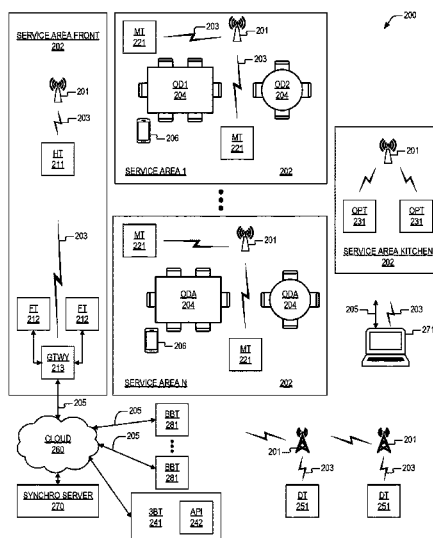 200
SERVICE AREA FRONT
202
201
203
HT
211
203
FT
212
FT
212
GTWY
213
205
MT
221
203
201
203
OD1
204
OD2
204
206
MT
221
SERVICE AREA 1
202
MT
221
203
201
ODA
204
ODA
204
206
MT
221
SERVICE AREA N
202
201
OPT
231
OPT
231
SERVICE AREA KITCHEN
202
205
203
271
CLOUD
260
205
205
BBT
281
BBT
281
SYNCHRO SERVER
270
3BT
241
API
242
201
201
203
203
DT
251
DT
251